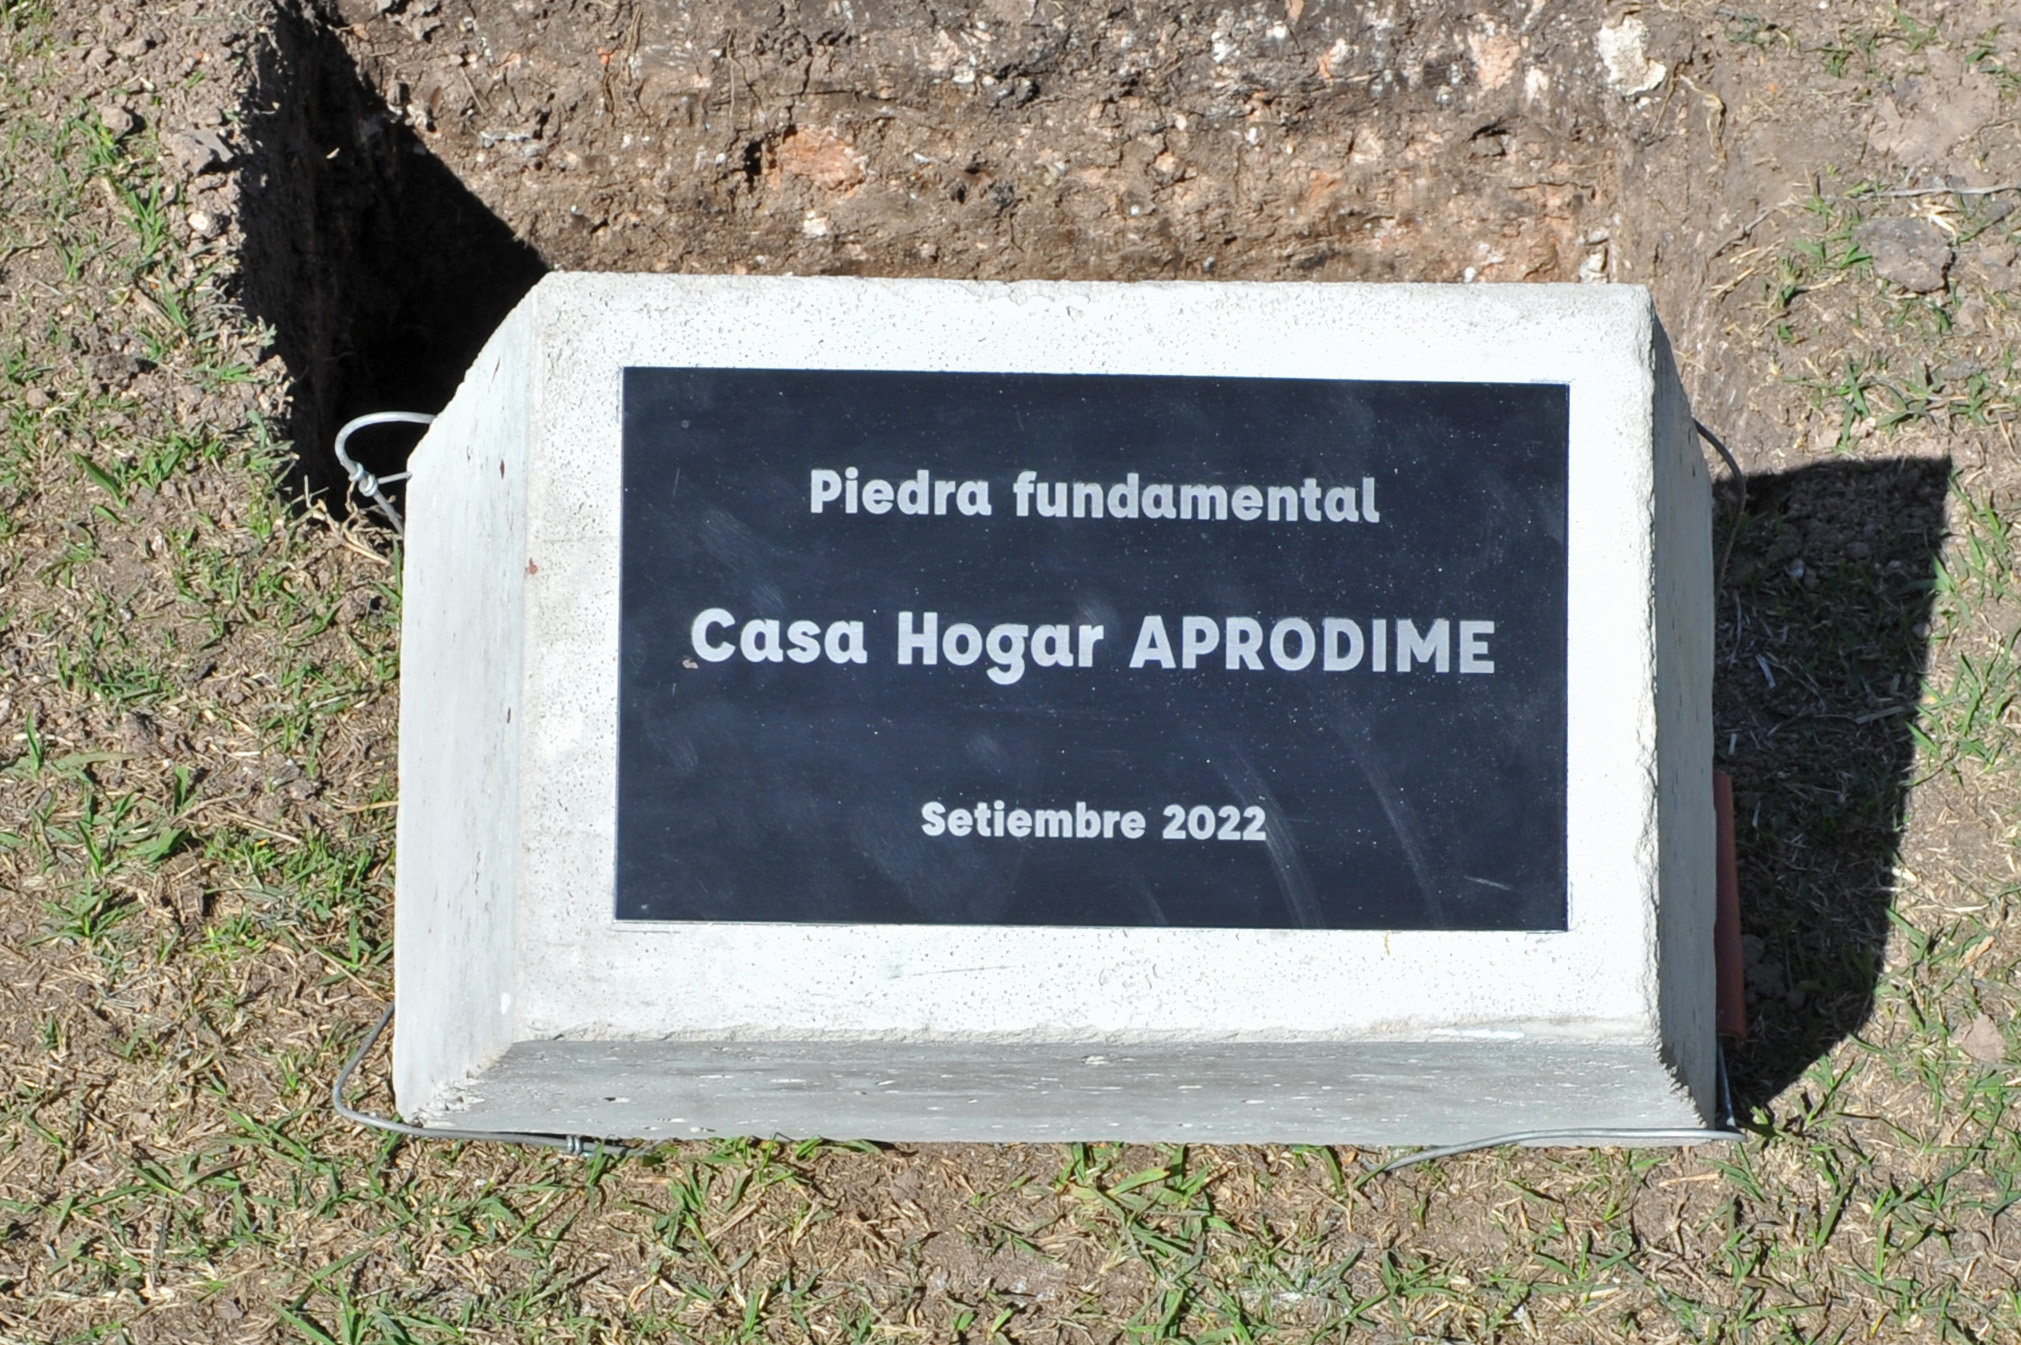 Piedra fundamental
Casa Hogar APRODIME
Setiembre 2022